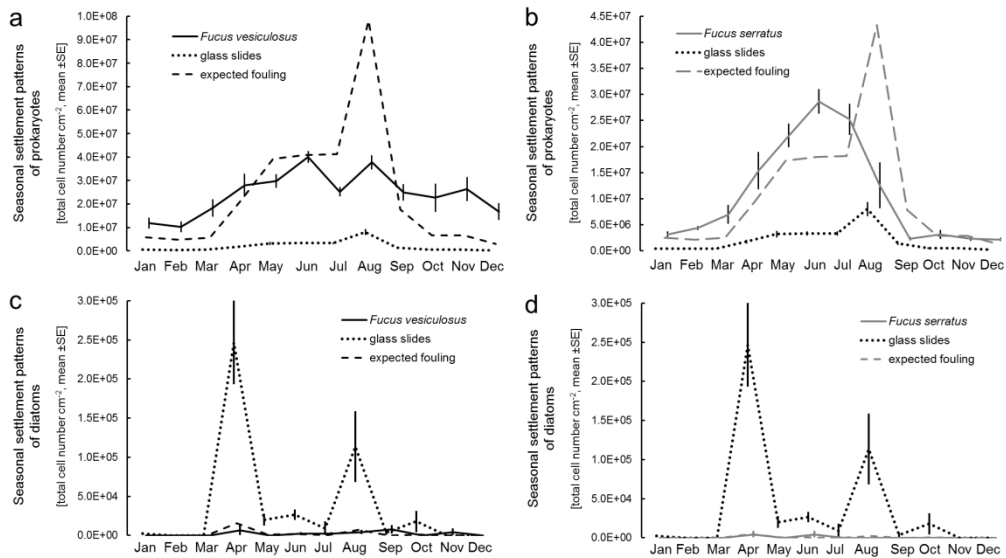 a
Seasonal settlement patterns
of prokaryotes
[total cell number cm⁻², mean ±SE]
1.0E+08
9.0E+07
8.0E+07
7.0E+07
6.0E+07
5.0E+07
4.0E+07
3.0E+07
2.0E+07
1.0E+07
0.0E+00
Fucus vesiculosus
glass slides
expected fouling
Jan Feb Mar Apr May Jun Jul Aug Sep Oct Nov Dec
b
Seasonal settlement patterns
of prokaryotes
[total cell number cm⁻², mean ±SE]
4.5E+07
4.0E+07
3.5E+07
3.0E+07
2.5E+07
2.0E+07
1.5E+07
1.0E+07
5.0E+06
0.0E+00
Fucus serratus
glass slides
expected fouling
Jan Feb Mar Apr May Jun Jul Aug Sep Oct Nov Dec
c
Seasonal settlement patterns
of diatoms
[total cell number cm⁻², mean ±SE]
3.0E+05
2.5E+05
2.0E+05
1.5E+05
1.0E+05
5.0E+04
0.0E+00
Fucus vesiculosus
glass slides
expected fouling
Jan Feb Mar Apr May Jun Jul Aug Sep Oct Nov Dec
d
Seasonal settlement patterns
of diatoms
[total cell number cm⁻², mean ±SE]
3.0E+05
2.5E+05
2.0E+05
1.5E+05
1.0E+05
5.0E+04
0.0E+00
Fucus serratus
glass slides
expected fouling
Jan Feb Mar Apr May Jun Jul Aug Sep Oct Nov Dec